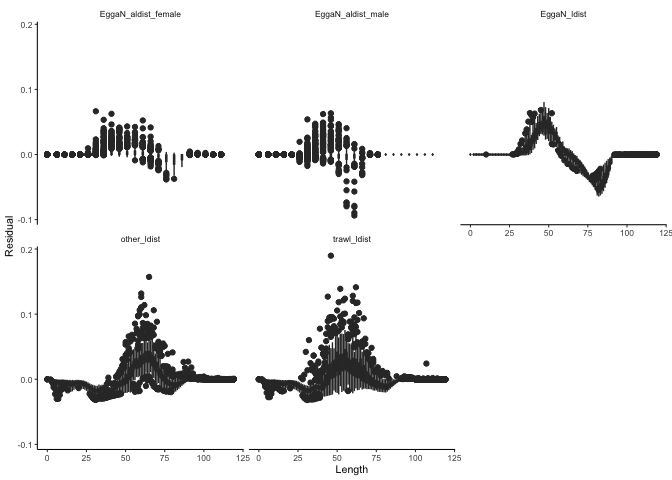 EggaN_aldist_female EggaN_aldist_male EggaN_ldist
0.2
0.1
0.0
-0.1
0 25 50 75 100 125
Residual
other_ldist trawl_ldist
0.2
0.1
0.0
-0.1
0 25 50 75 100 125 0 25 50 75 100 125
Length